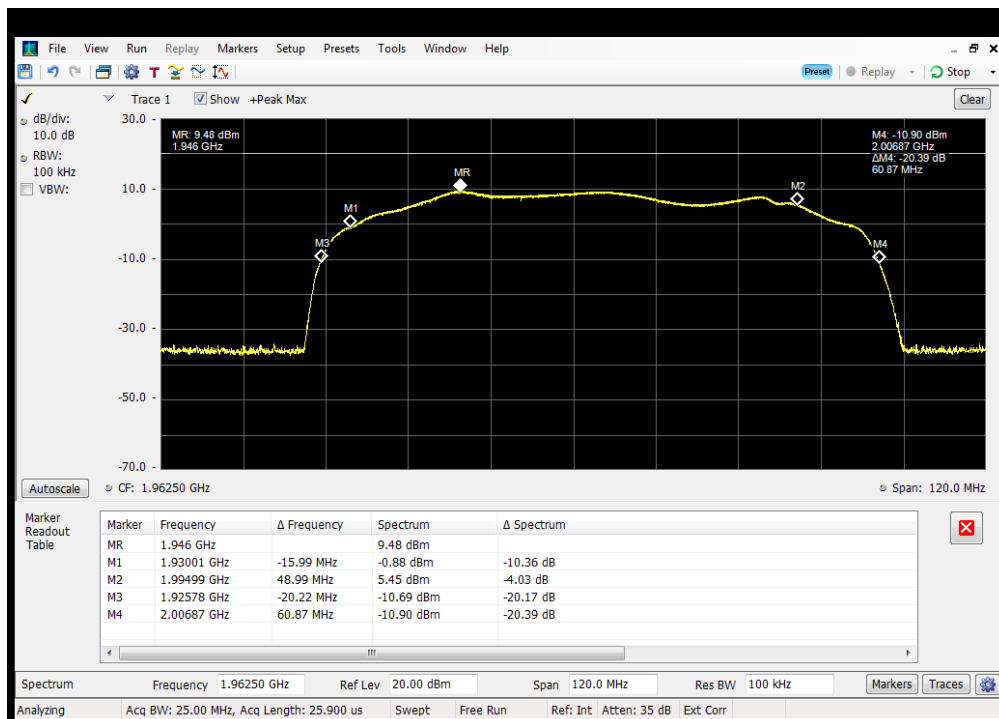 File View Run Replay Markers Setup Presets Tools Window Help
T Preset Replay Stop
Trace 1 Show +Peak Max Clear
dB/div:
10.0 dB
RBW:
100 kHz
VBW:
30.0 -
10.0 -
-10.0 -
-30.0 -
-50.0 -
-70.0 -
MR: 9.48 dBm
1.946 GHz
M4: -10.90 dBm
2.00687 GHz
ΔM4: -20.39 dB
60.87 MHz
MR
M2
M1
M3
M4
Autoscale CF: 1.96250 GHz Span: 120.0 MHz
Marker
Readout
Table
Marker Frequency Δ Frequency Spectrum Δ Spectrum
MR 1.946 GHz 9.48 dBm
M1 1.93001 GHz -15.99 MHz -0.88 dBm -10.36 dB
M2 1.99499 GHz 48.99 MHz 5.45 dBm -4.03 dB
M3 1.92578 GHz -20.22 MHz -10.69 dBm -20.17 dB
M4 2.00687 GHz 60.87 MHz -10.90 dBm -20.39 dB
Spectrum Frequency 1.96250 GHz Ref Lev 20.00 dBm Span 120.0 MHz Res BW 100 kHz Markers Traces
Analyzing Acq BW: 25.00 MHz, Acq Length: 25.900 us Swept Free Run Ref: Int Atten: 35 dB Ext Corr